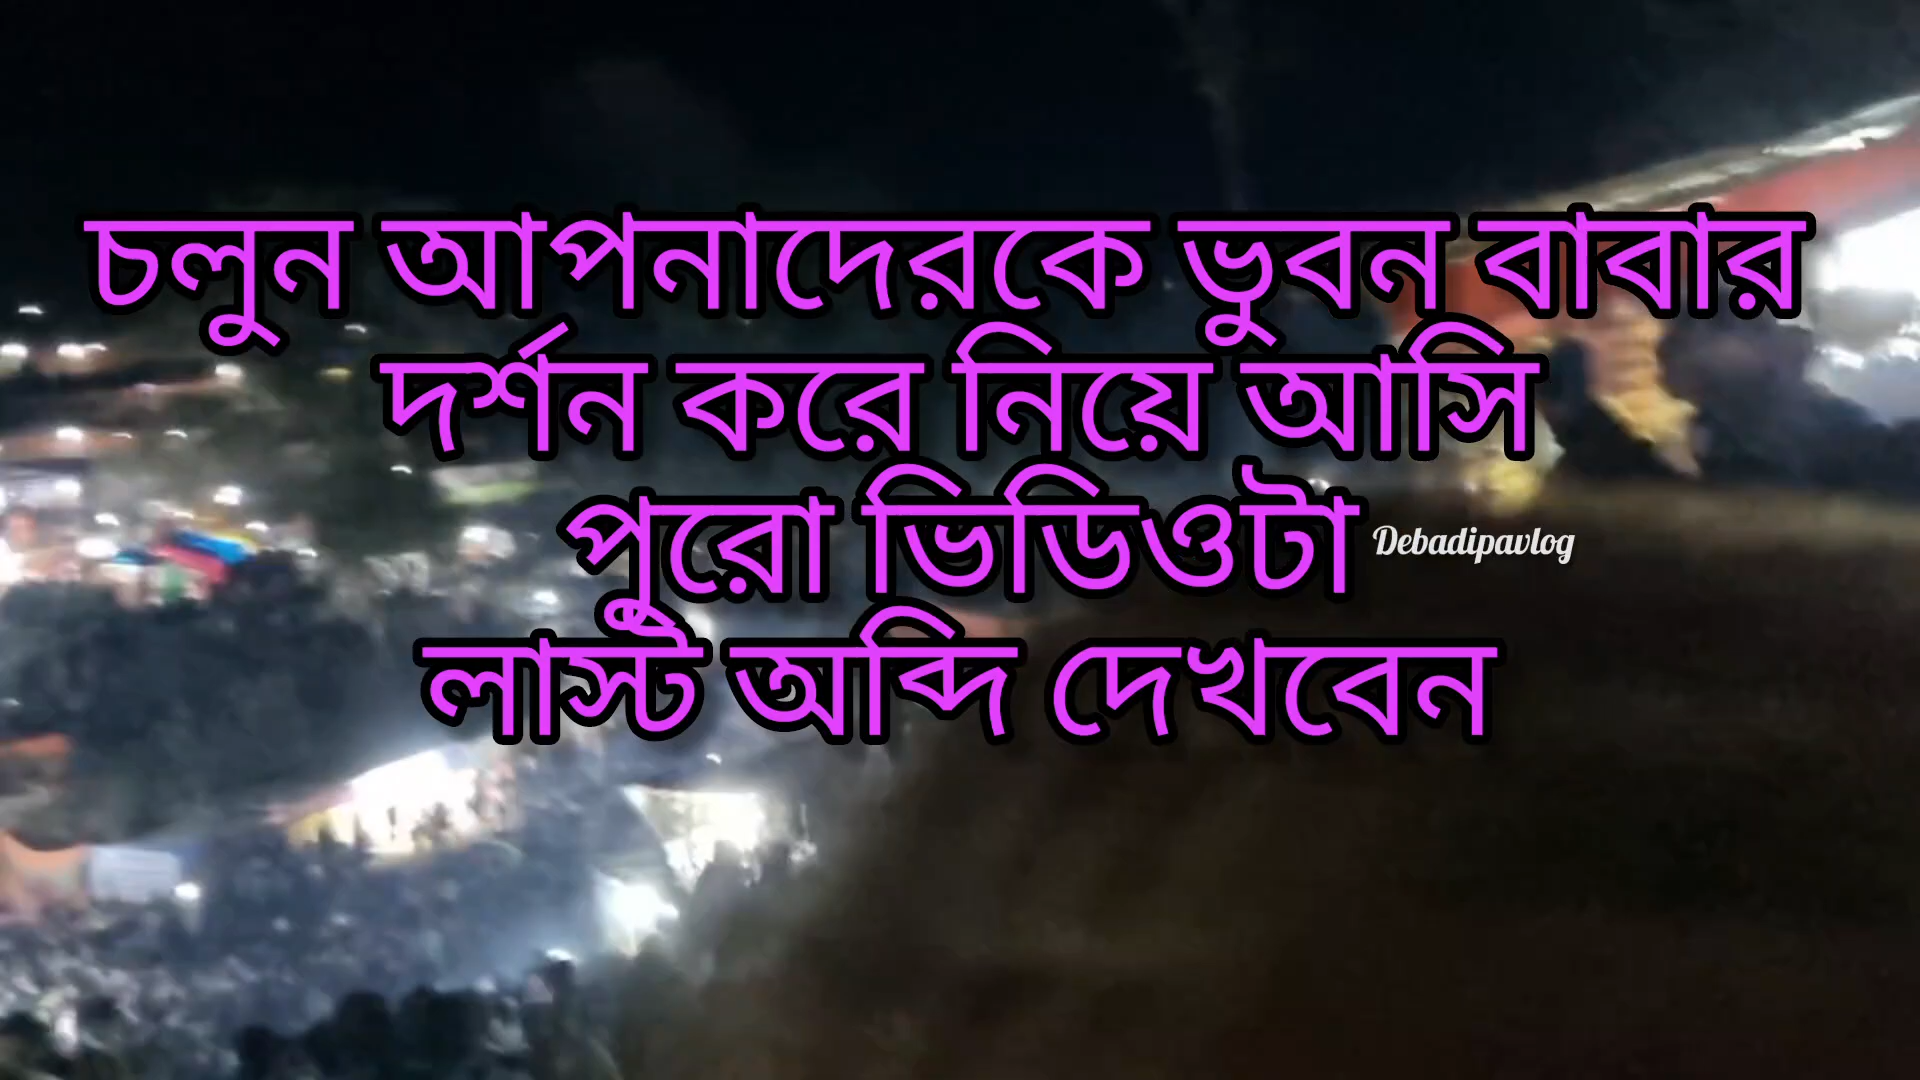 চলুন আপনাদেরকে ভুবন বাবার
দর্শন করে নিয়ে আসি
পুরো ভিডিওটা
Debadipavlog
লাস্ট অব্দি দেখবেন